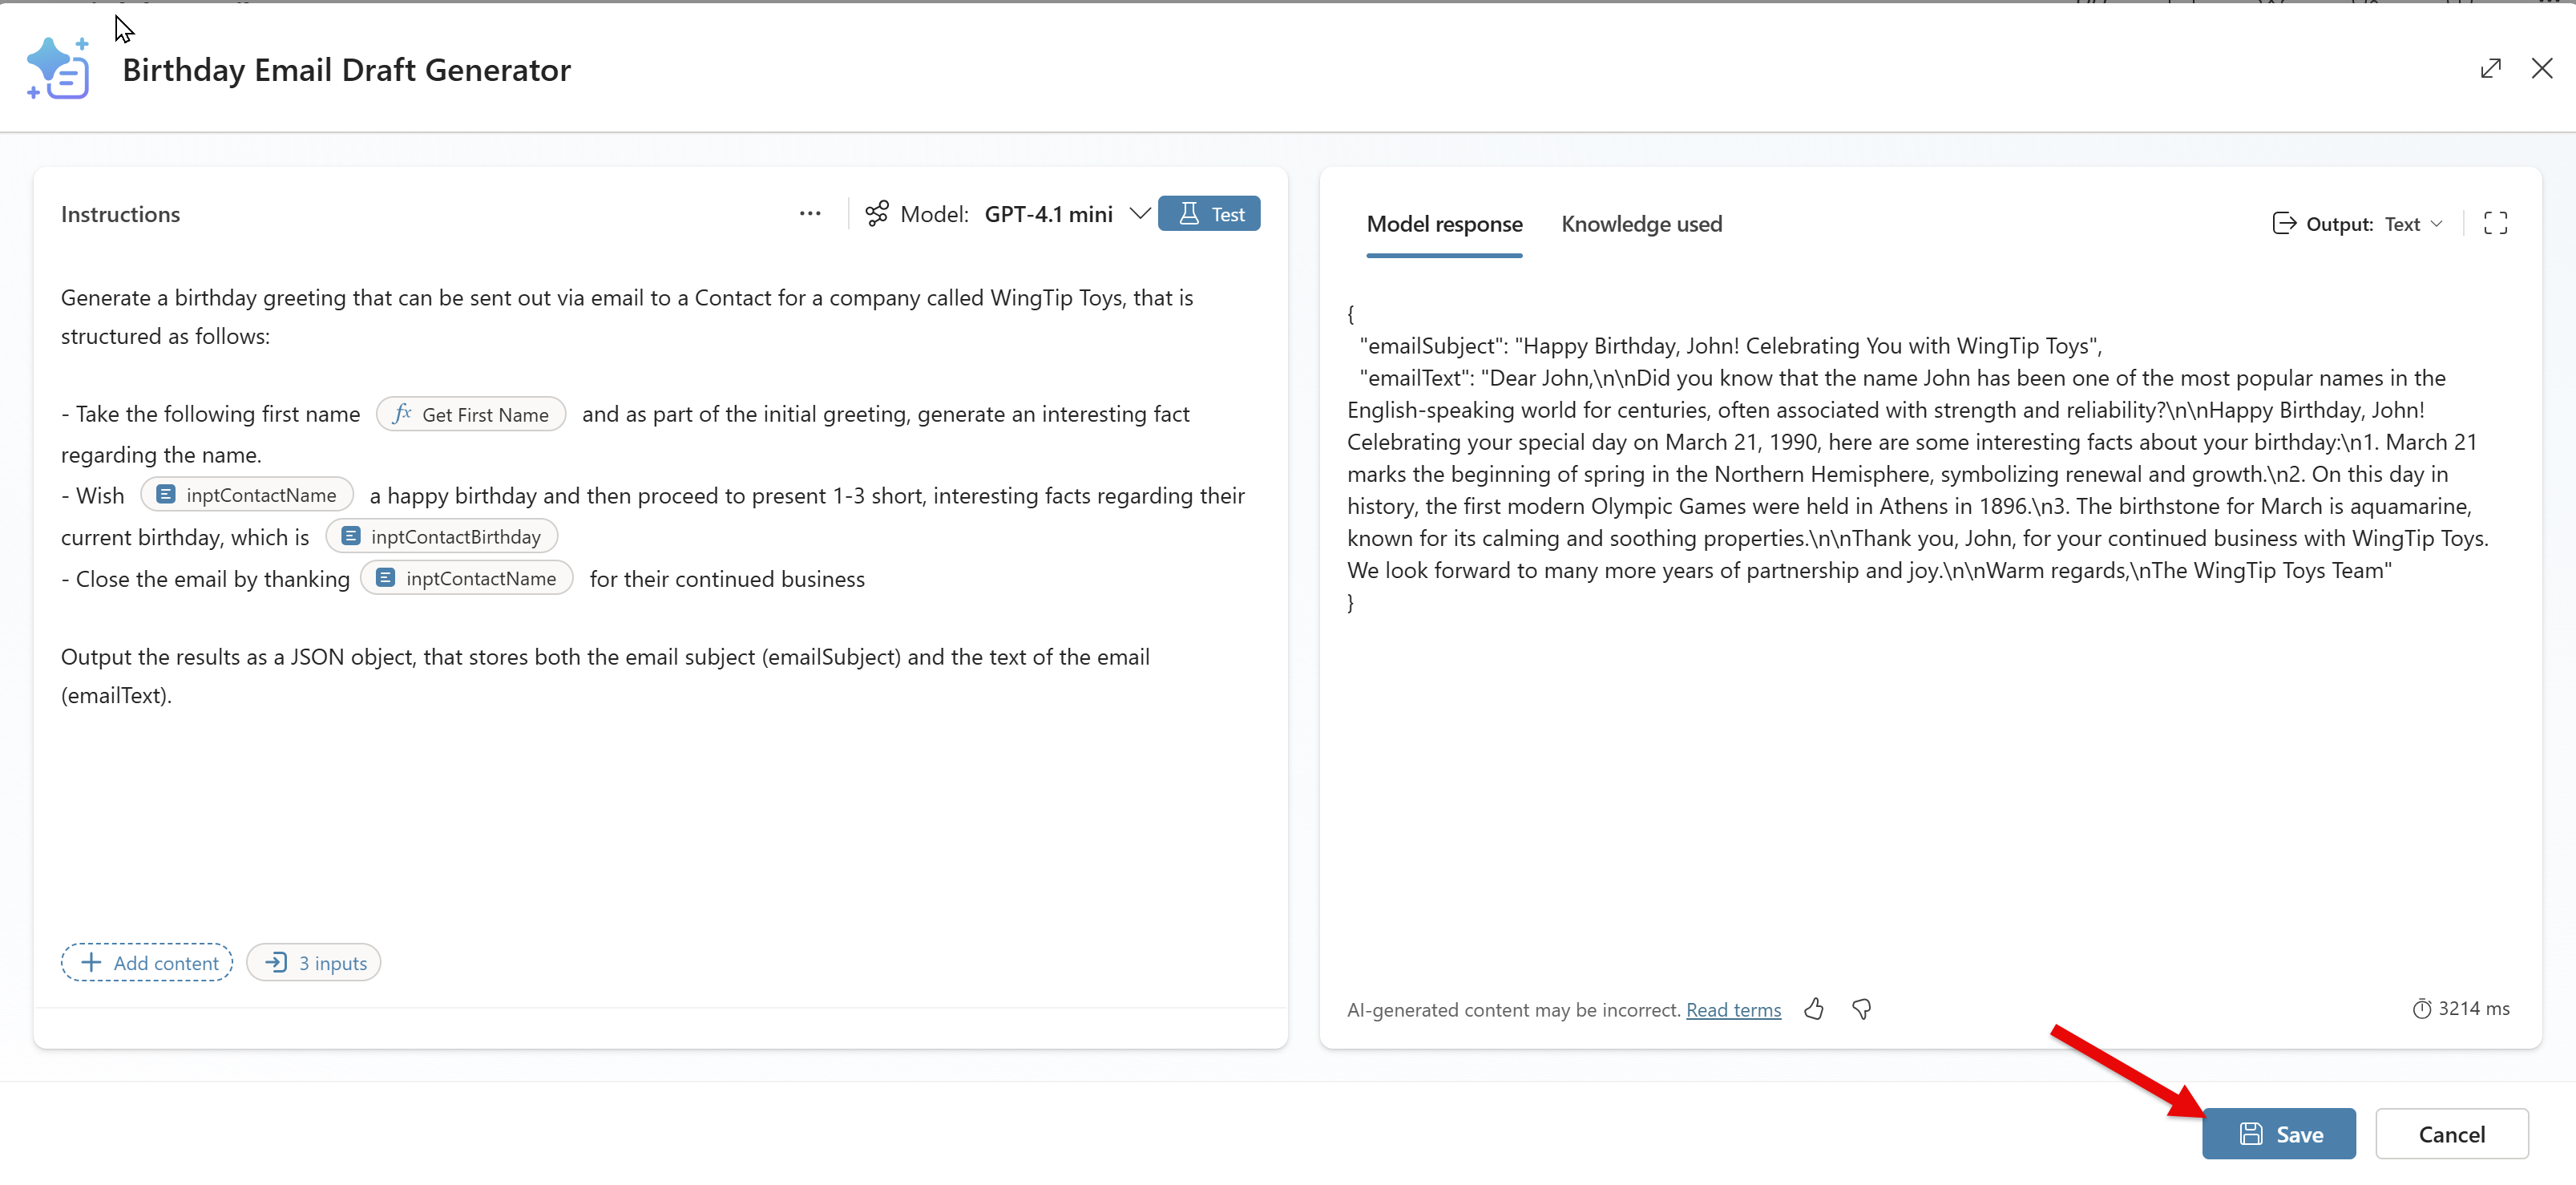 Birthday Email Draft Generator
Instructions
Model: GPT-4.1 mini
Test
Generate a birthday greeting that can be sent out via email to a Contact for a company called WingTip Toys, that is
structured as follows:
- Take the following first name fx Get First Name and as part of the initial greeting, generate an interesting fact
regarding the name.
- Wish inptContactName a happy birthday and then proceed to present 1-3 short, interesting facts regarding their
current birthday, which is inptContactBirthday
- Close the email by thanking inptContactName for their continued business
Output the results as a JSON object, that stores both the email subject (emailSubject) and the text of the email
(emailText).
Add content
3 inputs
Model response
Knowledge used
Output: Text
{
"emailSubject": "Happy Birthday, John! Celebrating You with WingTip Toys",
"emailText": "Dear John,\n\nDid you know that the name John has been one of the most popular names in the
English-speaking world for centuries, often associated with strength and reliability?\n\nHappy Birthday, John!
Celebrating your special day on March 21, 1990, here are some interesting facts about your birthday:\n1. March 21
marks the beginning of spring in the Northern Hemisphere, symbolizing renewal and growth.\n2. On this day in
history, the first modern Olympic Games were held in Athens in 1896.\n3. The birthstone for March is aquamarine,
known for its calming and soothing properties.\n\nThank you, John, for your continued business with WingTip Toys.
We look forward to many more years of partnership and joy.\n\nWarm regards,\nThe WingTip Toys Team"
}
AI-generated content may be incorrect. Read terms
3214 ms
Save
Cancel